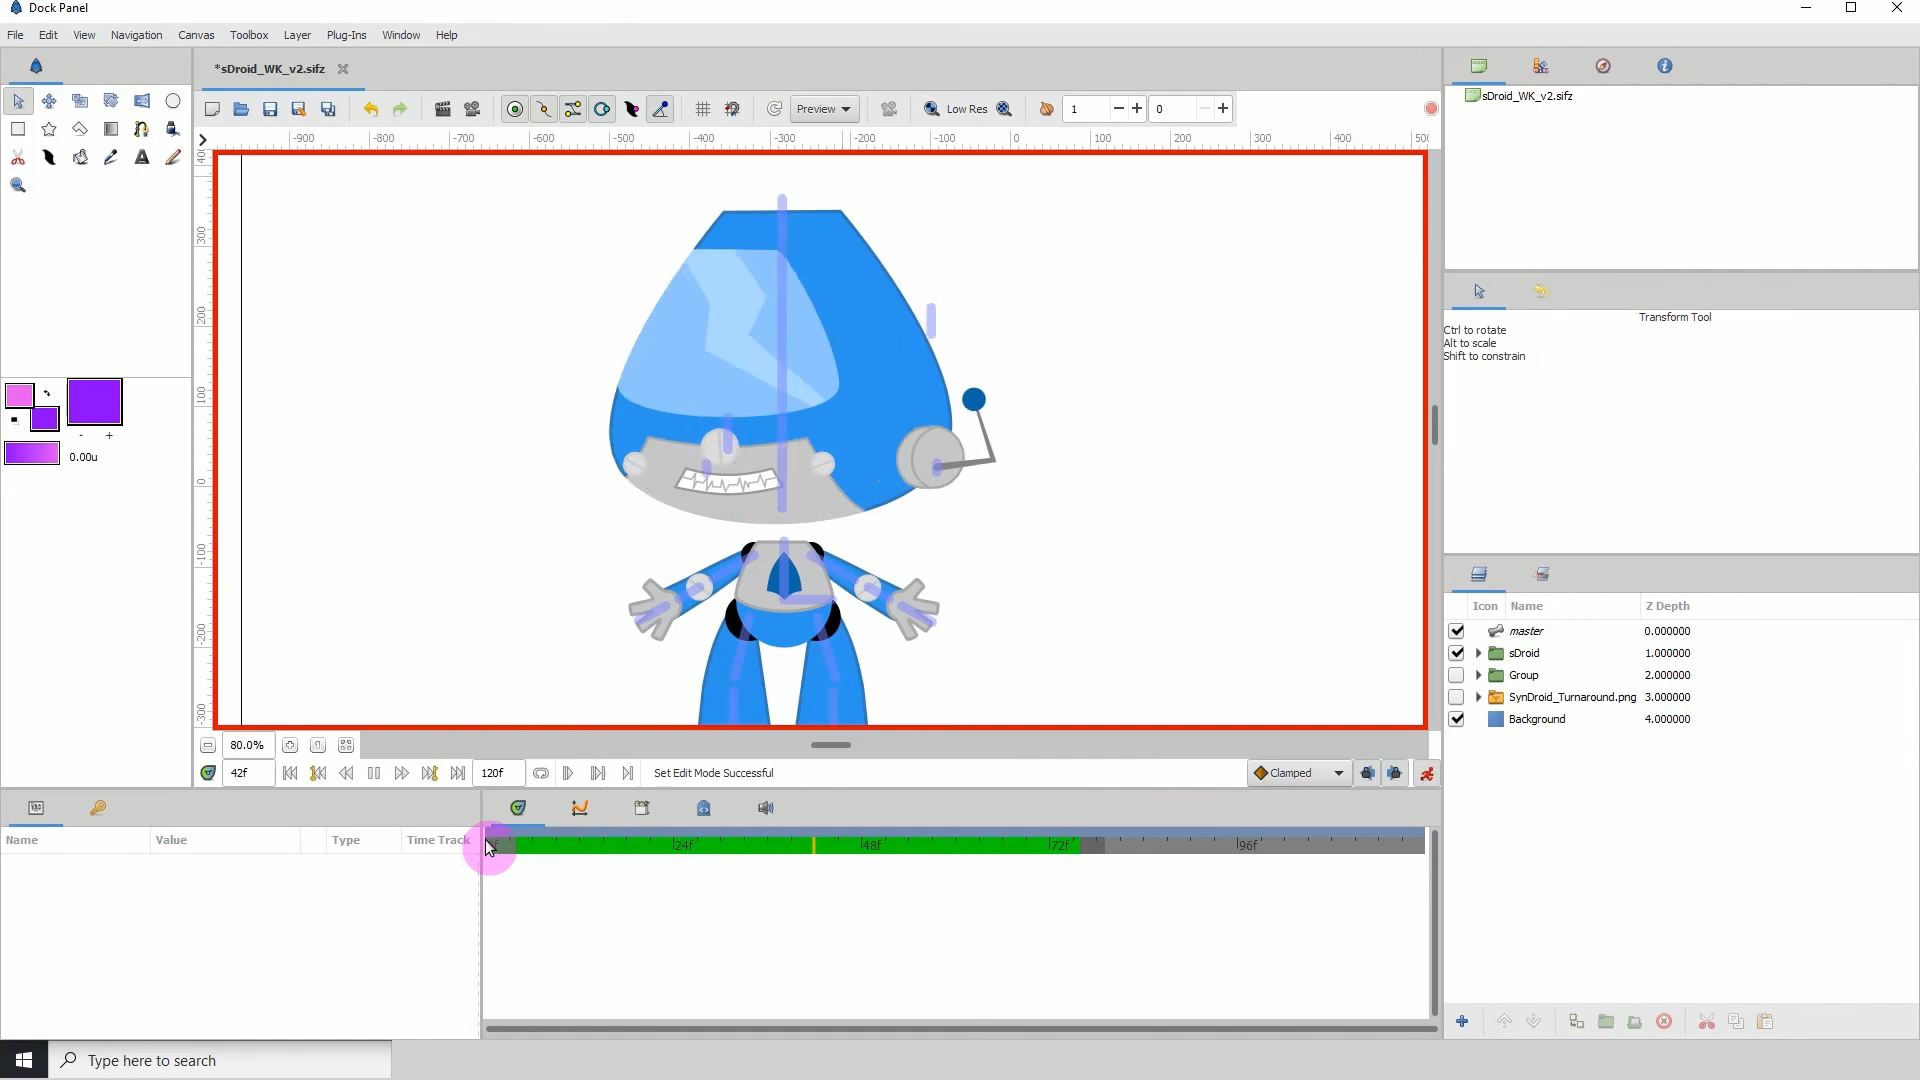 Dock Panel
File Edit View Navigation Canvas Toolbox Layer Plug-Ins Window Help
*sDroid_WK_v2.sifz
Preview Low Res 1 0
-900 -800 -700 -600 -500 -400 -300 -200 -100 0 100 200 300 400
300
200
100
0
-100
-200
-300
0.00u
sDroid_WK_v2.sifz
Transform Tool
Ctrl to rotate
Alt to scale
Shift to constrain
Icon Name Z Depth
master 0.000000
sDroid 1.000000
Group 2.000000
SynDroid_Turnaround.png 3.000000
Background 4.000000
80.0%
42f 120f Set Edit Mode Successful Clamped
Name Value Type Time Track
24f 48f 72f 96f
Type here to search